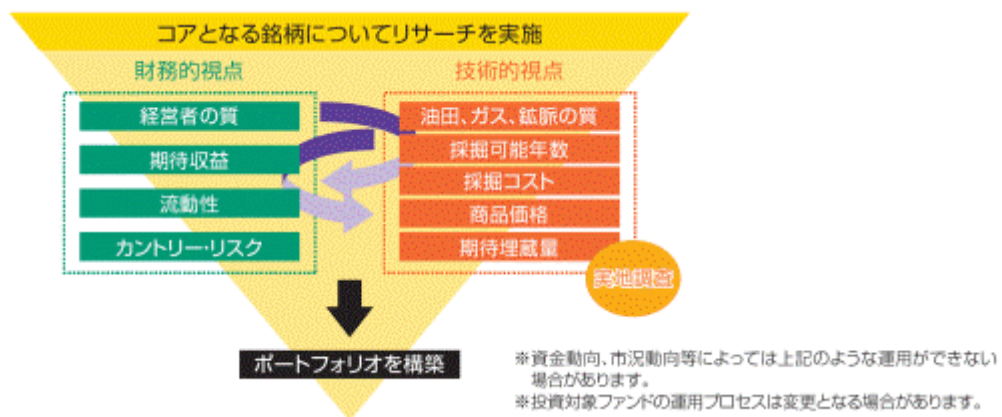 コアとなる銘柄についてリサーチを実施
財務的視点
経営者の質
期待収益
流動性
カントリー・リスク
技術的視点
油田、ガス、鉱脈の質
採掘可能年数
採掘コスト
商品価格
期待埋蔵量
実地調査
ポートフォリオを構築
※資金動向、市況動向等によっては上記のような運用ができない
場合があります。
※投資対象ファンドの運用プロセスは変更となる場合があります。